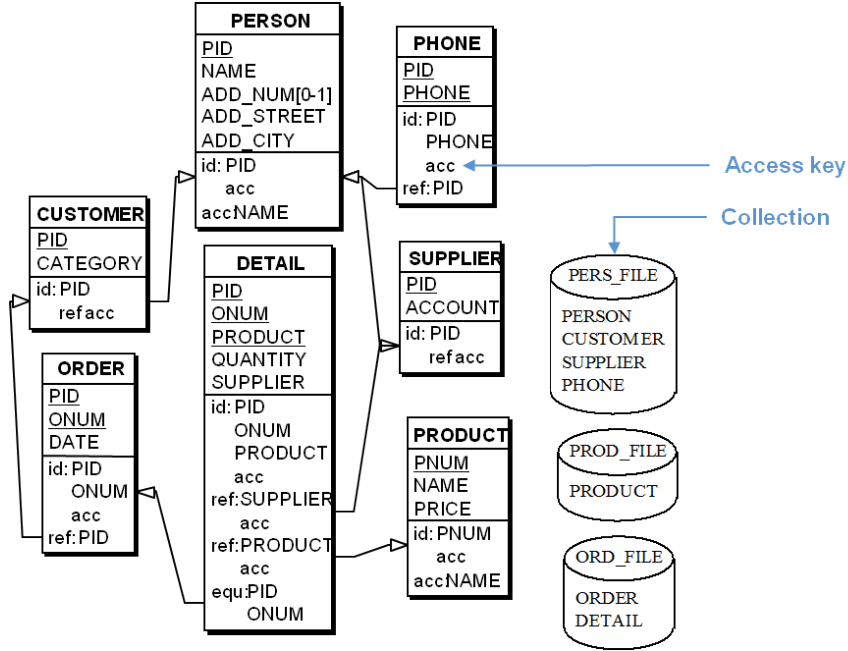 PERSON
PID
NAME
ADD_NUM[0-1]
ADD_STREET
ADD_CITY
id: PID
acc
acc:NAME
PHONE
PID
PHONE
id: PID
PHONE
acc
ref: PID
Access key
Collection
CUSTOMER
PID
CATEGORY
id: PID
ref acc
DETAIL
PID
ONUM
PRODUCT
QUANTITY
SUPPLIER
id: PID
ONUM
PRODUCT
acc
ref: SUPPLIER
acc
ref: PRODUCT
acc
equ: PID
ONUM
SUPPLIER
PID
ACCOUNT
id: PID
ref acc
ORDER
PID
ONUM
DATE
id: PID
ONUM
acc
ref: PID
PRODUCT
PNUM
NAME
PRICE
id: PNUM
acc
acc:NAME
PERS_FILE
PERSON
CUSTOMER
SUPPLIER
PHONE
PROD_FILE
PRODUCT
ORD_FILE
ORDER
DETAIL